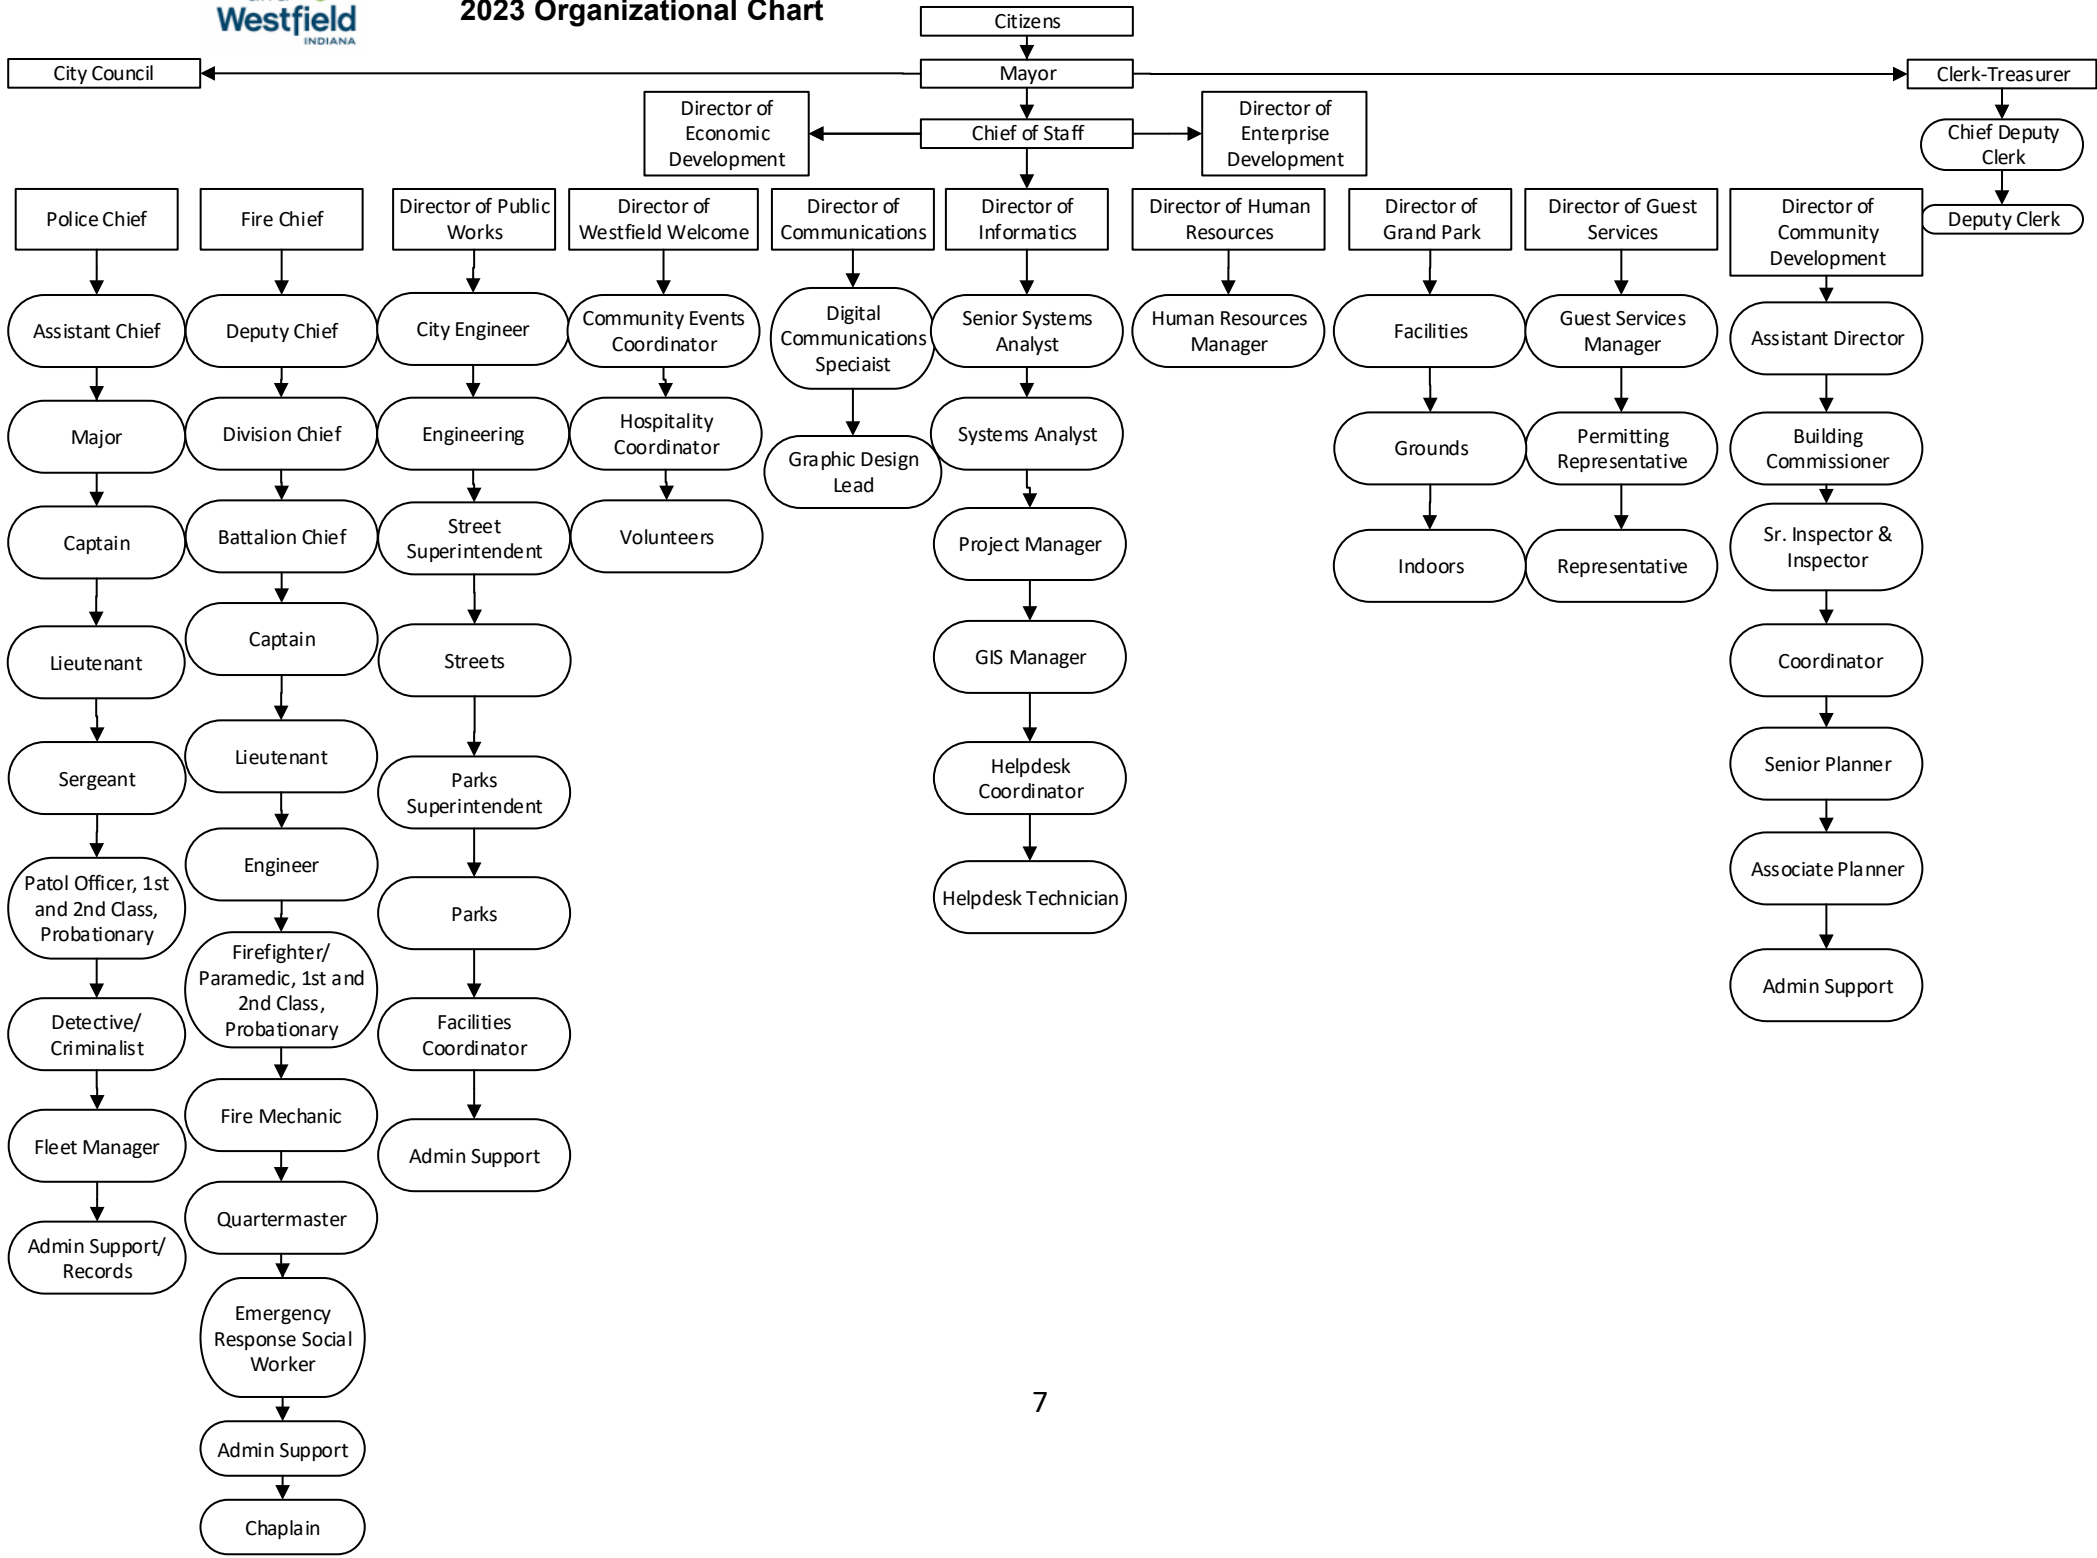 Westfield
INDIANA
2023 Organizational Chart
Citizens
City Council
Mayor
Clerk-Treasurer
Director of
Economic
Development
Chief of Staff
Director of
Enterprise
Development
Chief Deputy
Clerk
Deputy Clerk
Police Chief
Fire Chief
Director of Public
Works
Director of
Westfield Welcome
Director of
Communications
Director of
Informatics
Director of Human
Resources
Director of
Grand Park
Director of Guest
Services
Director of
Community
Development
Assistant Chief
Major
Captain
Lieutenant
Sergeant
Patol Officer, 1st
and 2nd Class,
Probationary
Detective/
Criminalist
Fleet Manager
Admin Support/
Records
Deputy Chief
Division Chief
Battalion Chief
Captain
Lieutenant
Engineer
Firefighter/
Paramedic, 1st and
2nd Class,
Probationary
Fire Mechanic
Quartermaster
Emergency
Response Social
Worker
Admin Support
Chaplain
City Engineer
Engineering
Street
Superintendent
Streets
Parks
Superintendent
Parks
Facilities
Coordinator
Admin Support
Community Events
Coordinator
Hospitality
Coordinator
Volunteers
Digital
Communications
Speciaist
Graphic Design
Lead
Senior Systems
Analyst
Systems Analyst
Project Manager
GIS Manager
Helpdesk
Coordinator
Helpdesk Technician
Human Resources
Manager
Facilities
Grounds
Indoors
Guest Services
Manager
Permitting
Representative
Representative
Assistant Director
Building
Commissioner
Sr. Inspector &
Inspector
Coordinator
Senior Planner
Associate Planner
Admin Support
7